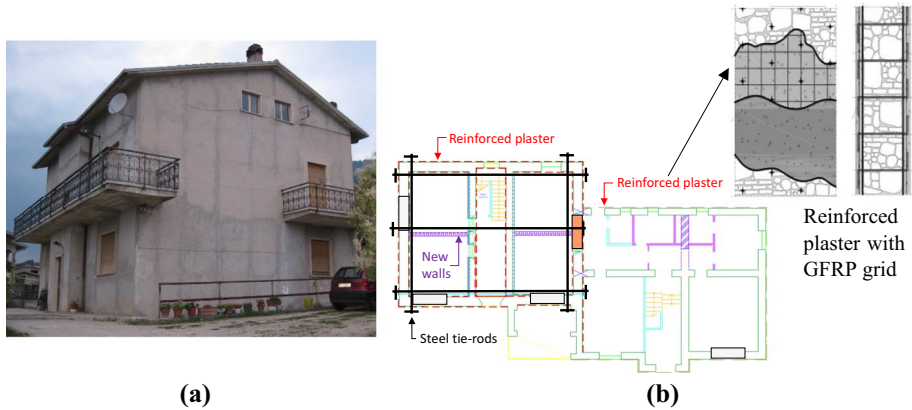 Reinforced plaster
Reinforced plaster
New
walls
Steel tie-rods
Reinforced
plaster with
GFRP grid
(a)
(b)